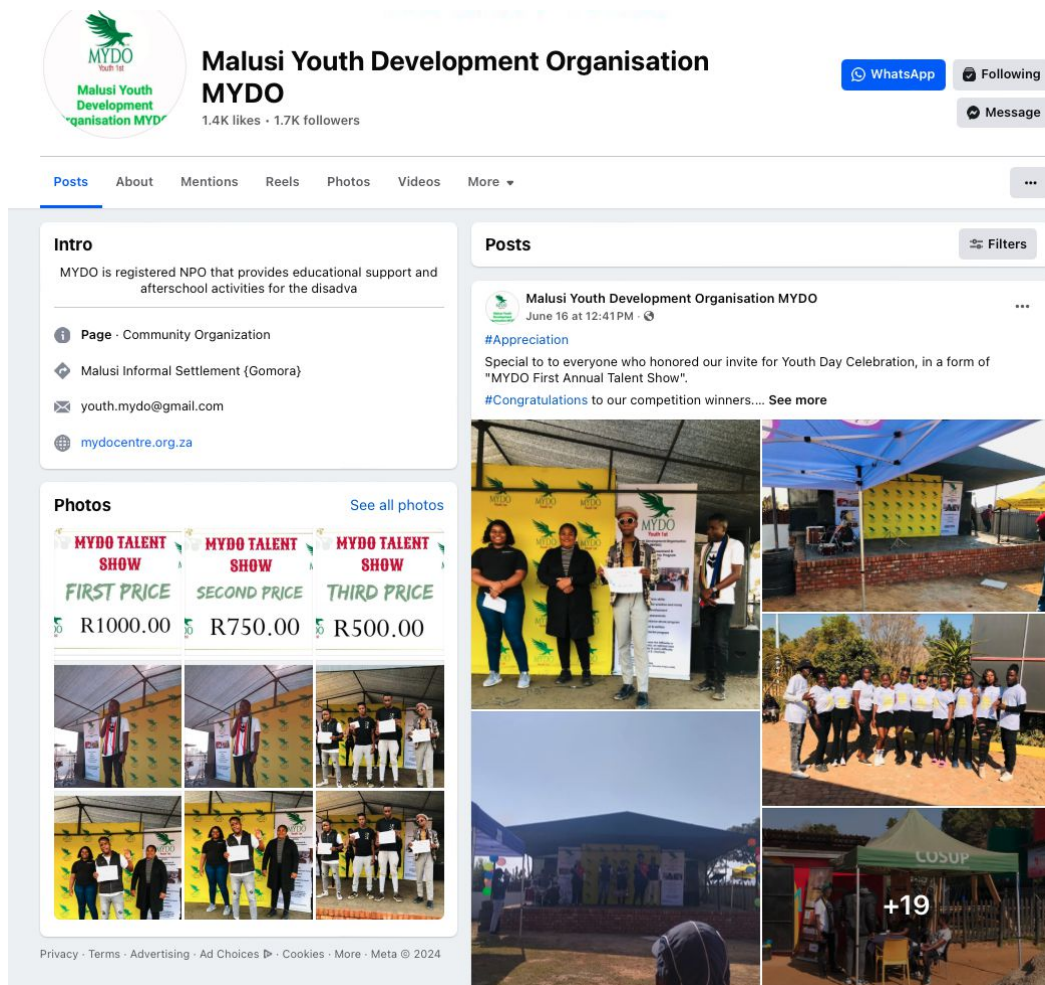 MYDO
Youth 1st
Malusi Youth
Development
Organisation MYDO
Malusi Youth Development Organisation
MYDO
1.4K likes · 1.7K followers
WhatsApp
Following
Message
Posts
About
Mentions
Reels
Photos
Videos
More
Intro
MYDO is registered NPO that provides educational support and
afterschool activities for the disadva
Page · Community Organization
Malusi Informal Settlement {Gomora}
youth.mydo@gmail.com
mydocentre.org.za
Photos
See all photos
MYDO TALENT
SHOW
FIRST PRICE
R1000.00
MYDO TALENT
SHOW
SECOND PRICE
R750.00
MYDO TALENT
SHOW
THIRD PRICE
R500.00
Privacy · Terms · Advertising · Ad Choices · Cookies · More · Meta © 2024
Posts
Filters
Malusi Youth Development Organisation MYDO
June 16 at 12:41 PM ·
#Appreciation
Special to to everyone who honored our invite for Youth Day Celebration, in a form of
"MYDO First Annual Talent Show".
#Congratulations to our competition winners.... See more
MYDO
MYDO
MYDO
MYDO
Youth 1st
COSUP
+19